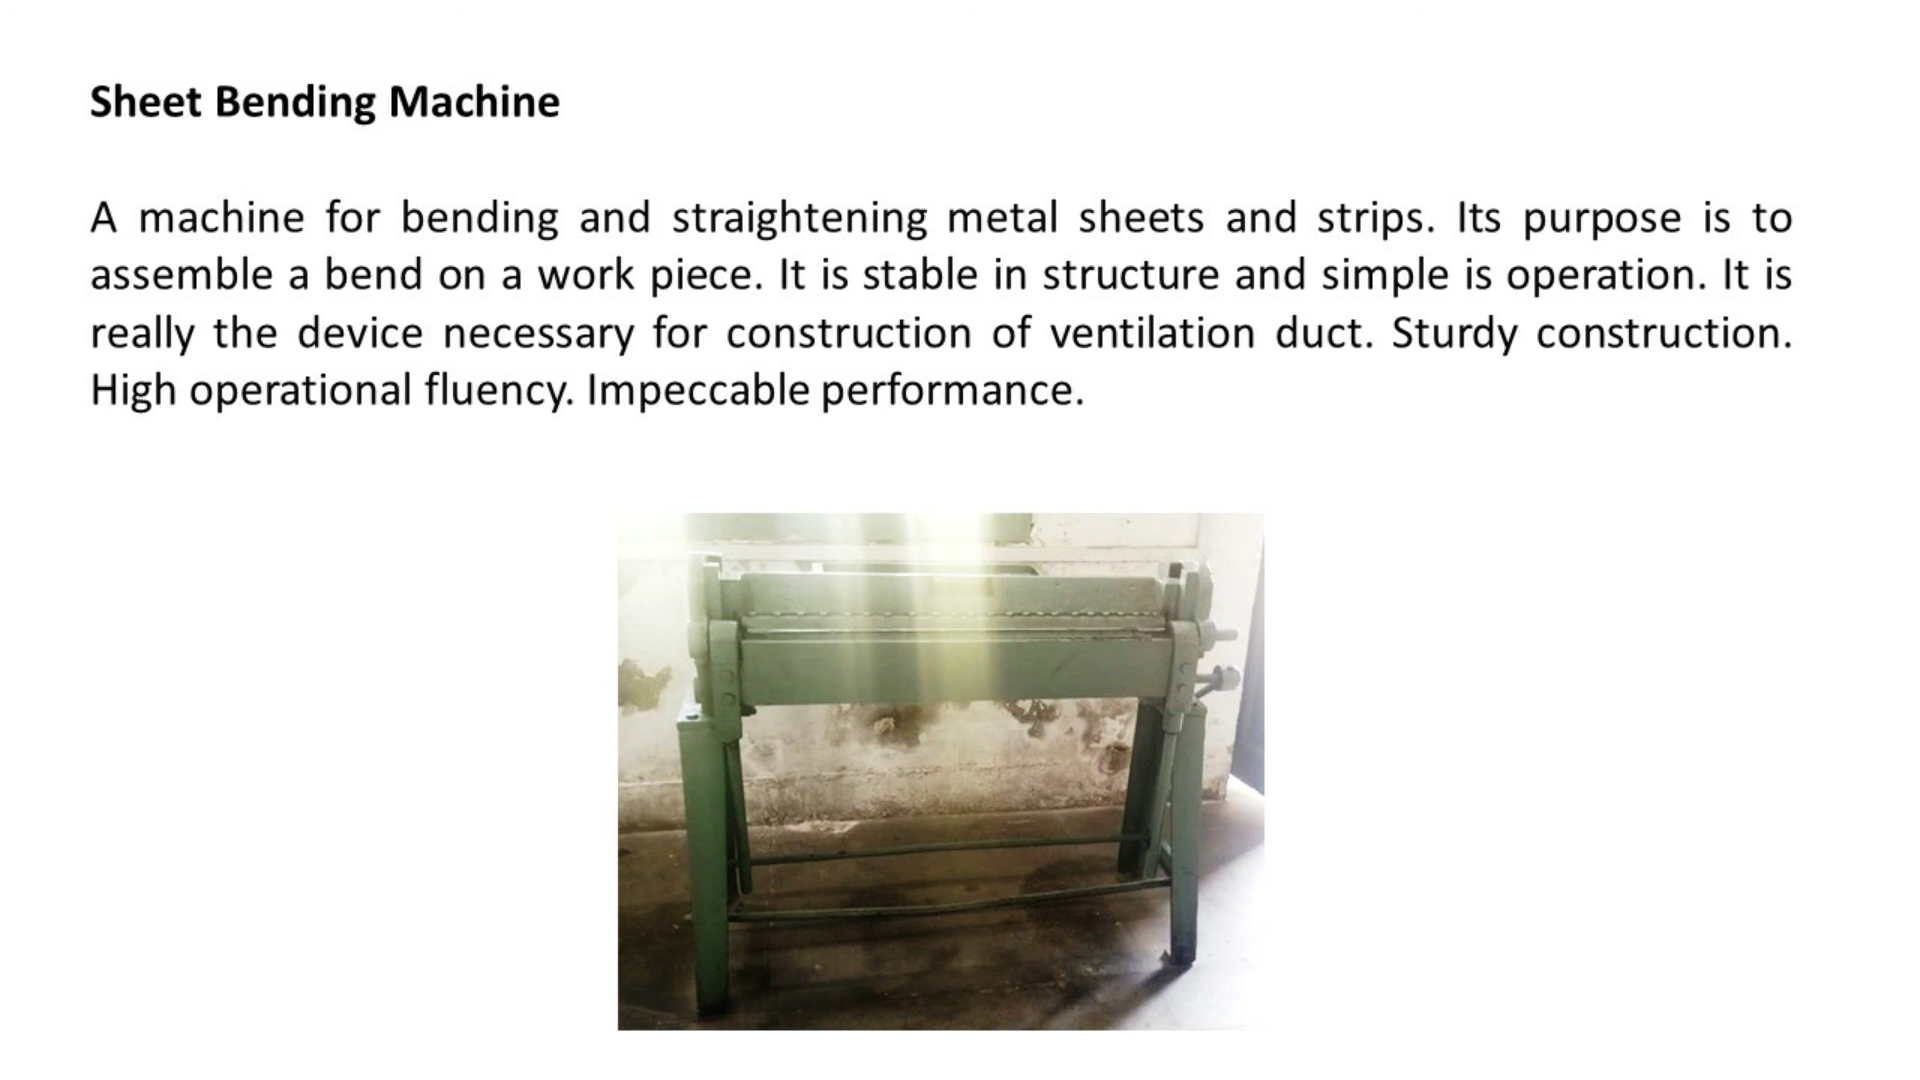 Sheet Bending Machine
A machine for bending and straightening metal sheets and strips. Its purpose is to
assemble a bend on a work piece. It is stable in structure and simple is operation. It is
really the device necessary for construction of ventilation duct. Sturdy construction.
High operational fluency. Impeccable performance.